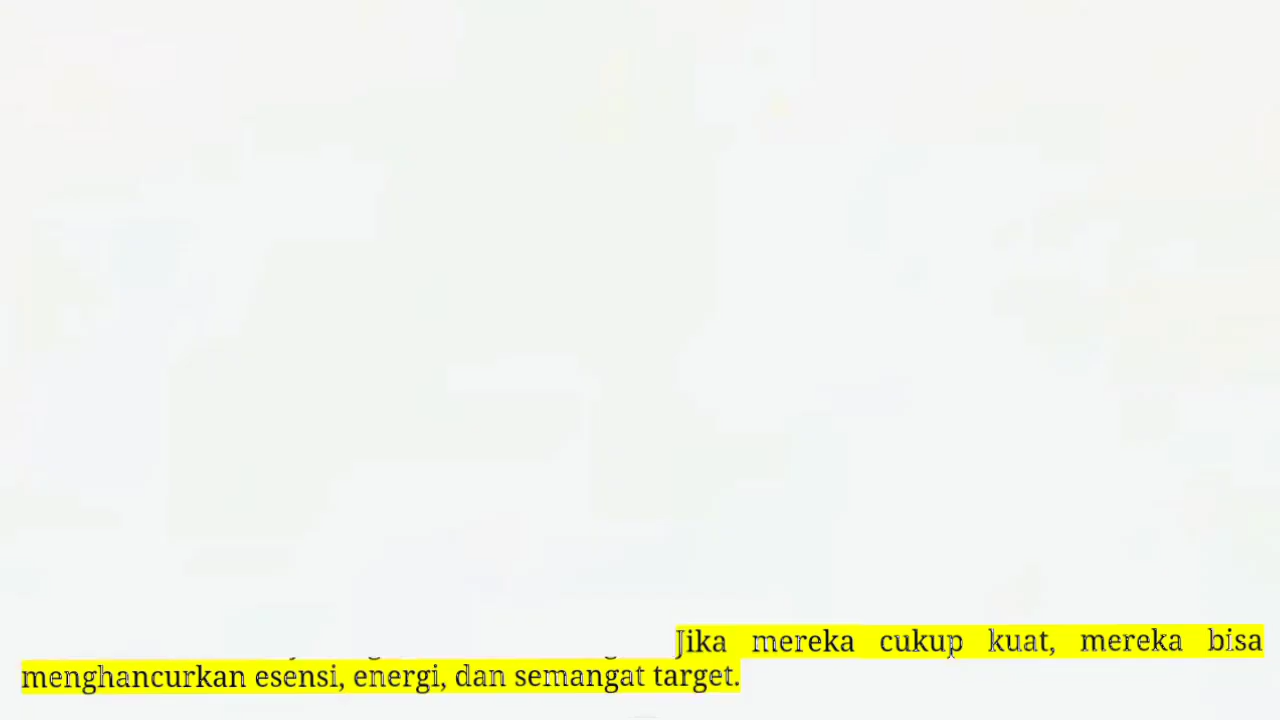 Jika mereka cukup kuat, mereka bisa
menghancurkan esensi, energi, dan semangat target.